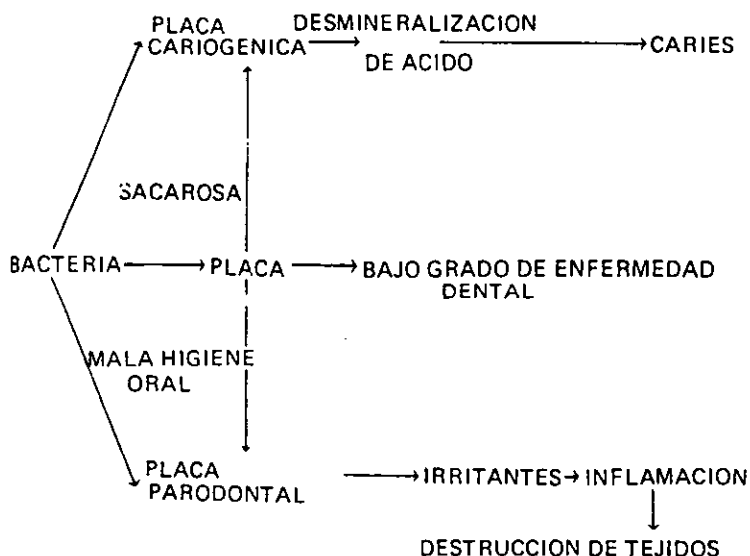 PLACA
CARIOGENICA
DESMINERALIZACION
DE ACIDO
CARIES
SACAROSA
BACTERIA
PLACA
BAJO GRADO DE ENFERMEDAD
DENTAL
MALA HIGIENE
ORAL
PLACA
PARODONTAL
IRRITANTES
INFLAMACION
DESTRUCCION DE TEJIDOS